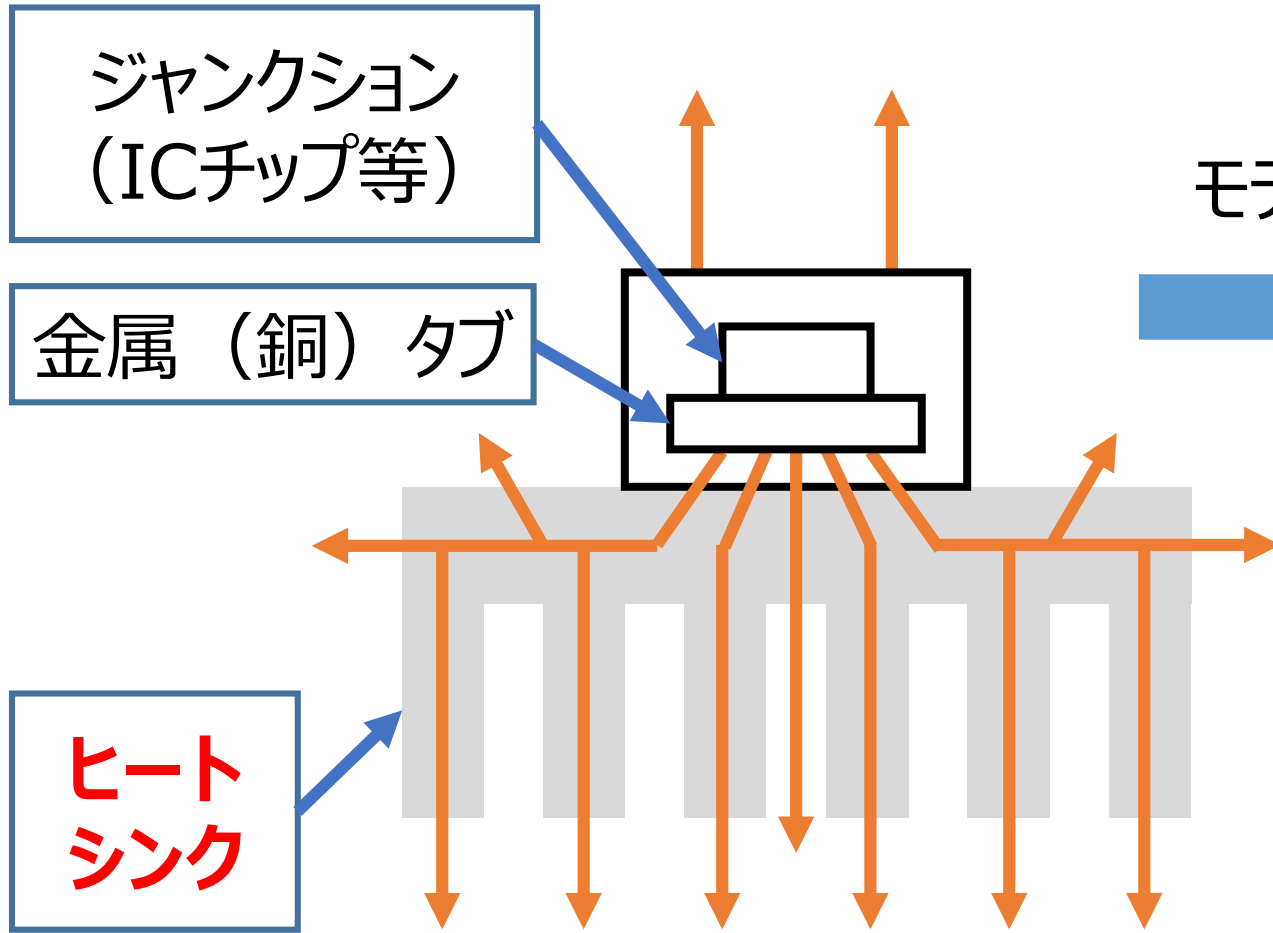 ジャンクション
（ICチップ等）
モ
金属（銅）タブ
ヒート
シンク